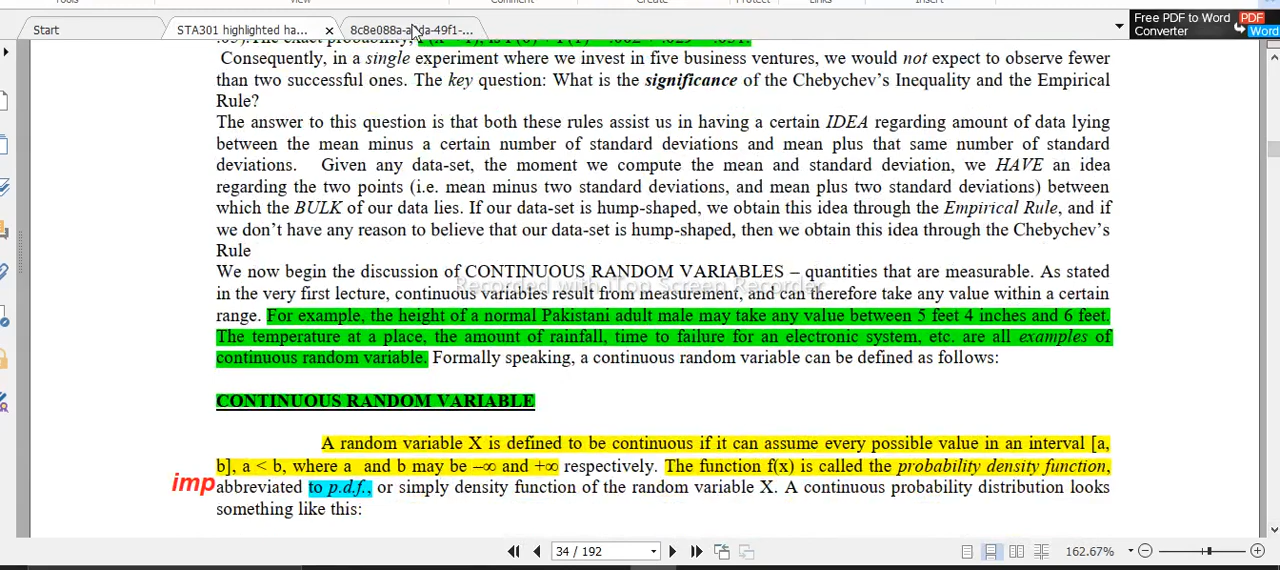 Tools View Comment Create Protect Links Insert
Start STA301 highlighted ha... × 8c8e088a-a da-49f1-...
Free PDF to Word PDF
Converter Word
Consequently, in a single experiment where we invest in five business ventures, we would not expect to observe fewer
than two successful ones. The key question: What is the significance of the Chebychev's Inequality and the Empirical
Rule?
The answer to this question is that both these rules assist us in having a certain IDEA regarding amount of data lying
between the mean minus a certain number of standard deviations and mean plus that same number of standard
deviations. Given any data-set, the moment we compute the mean and standard deviation, we HAVE an idea
regarding the two points (i.e. mean minus two standard deviations, and mean plus two standard deviations) between
which the BULK of our data lies. If our data-set is hump-shaped, we obtain this idea through the Empirical Rule, and if
we don't have any reason to believe that our data-set is hump-shaped, then we obtain this idea through the Chebychev's
Rule
We now begin the discussion of CONTINUOUS RANDOM VARIABLES – quantities that are measurable. As stated
Recorded with iTop Screen Recorder
in the very first lecture, continuous variables result from measurement, and can therefore take any value within a certain
range. For example, the height of a normal Pakistani adult male may take any value between 5 feet 4 inches and 6 feet.
The temperature at a place, the amount of rainfall, time to failure for an electronic system, etc. are all examples of
continuous random variable. Formally speaking, a continuous random variable can be defined as follows:
CONTINUOUS RANDOM VARIABLE
A random variable X is defined to be continuous if it can assume every possible value in an interval [a,
b], a < b, where a and b may be –∞ and +∞ respectively. The function f(x) is called the probability density function,
imp abbreviated to p.d.f., or simply density function of the random variable X. A continuous probability distribution looks
something like this:
34 / 192 162.67%